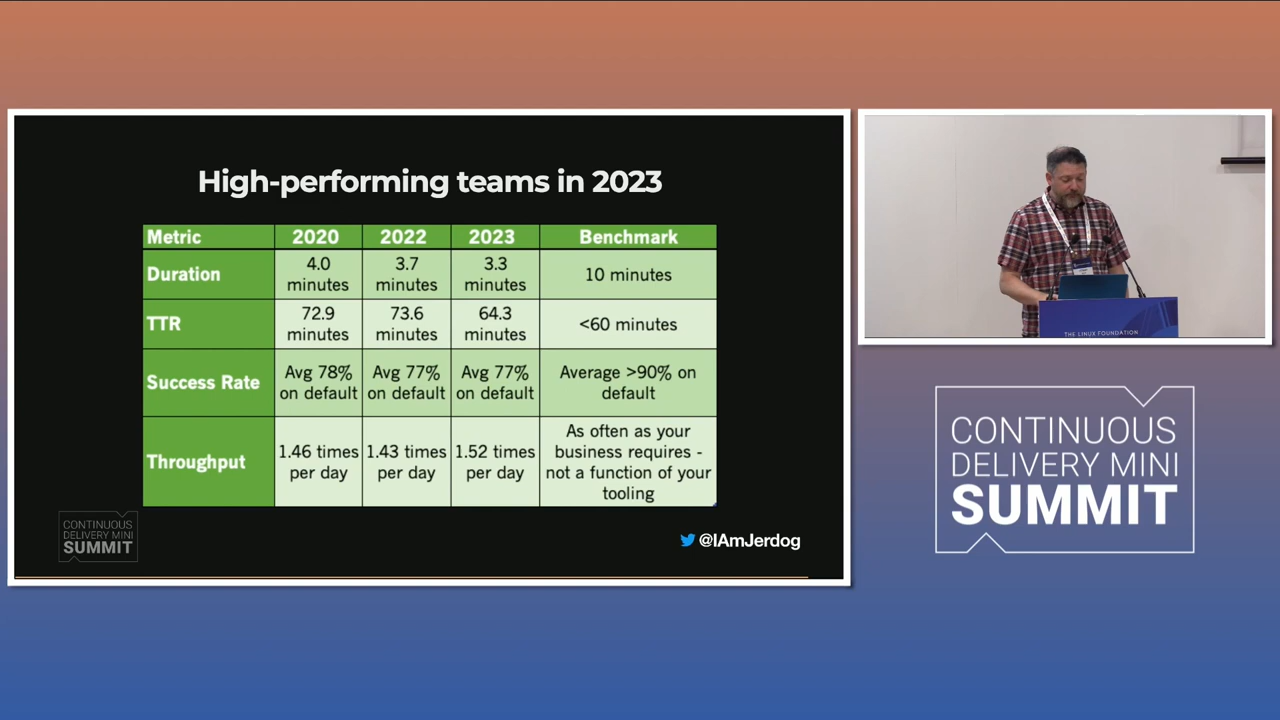 High-performing teams in 2023
Metric 2020 2022 2023 Benchmark
Duration
4.0
minutes
3.7
minutes
3.3
minutes
10 minutes
TTR
72.9
minutes
73.6
minutes
64.3
minutes
<60 minutes
Success Rate
Avg 78%
on default
Avg 77%
on default
Avg 77%
on default
Average >90% on
default
Throughput
1.46 times
per day
1.43 times
per day
1.52 times
per day
As often as your
business requires -
not a function of your
tooling
CONTINUOUS
DELIVERY MINI
SUMMIT
@IAmJerdog
THE LINUX FOUNDATION
CONTINUOUS
DELIVERY MINI
SUMMIT